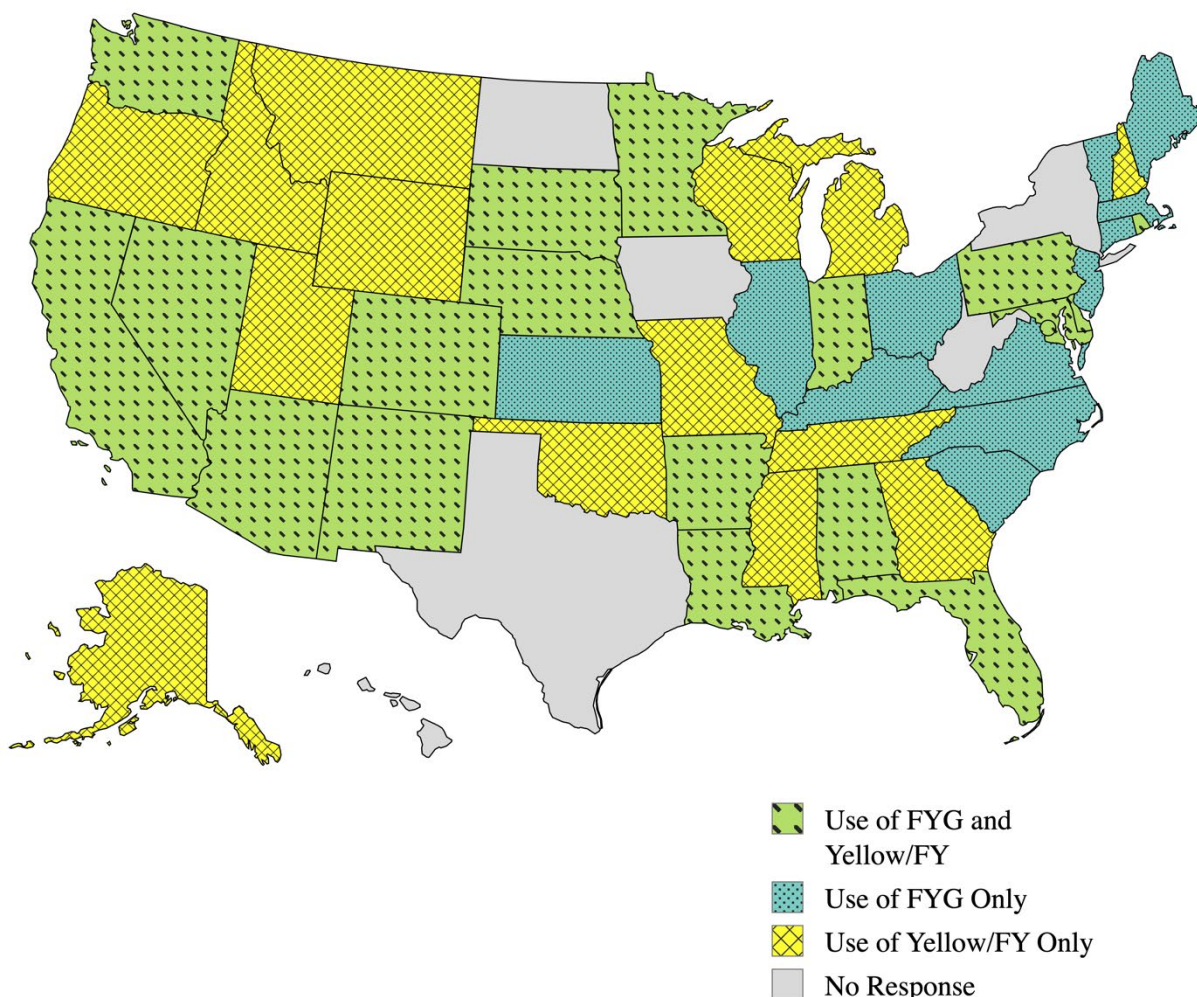 Use of FYG and
Yellow/FY
Use of FYG Only
Use of Yellow/FY Only
No Response